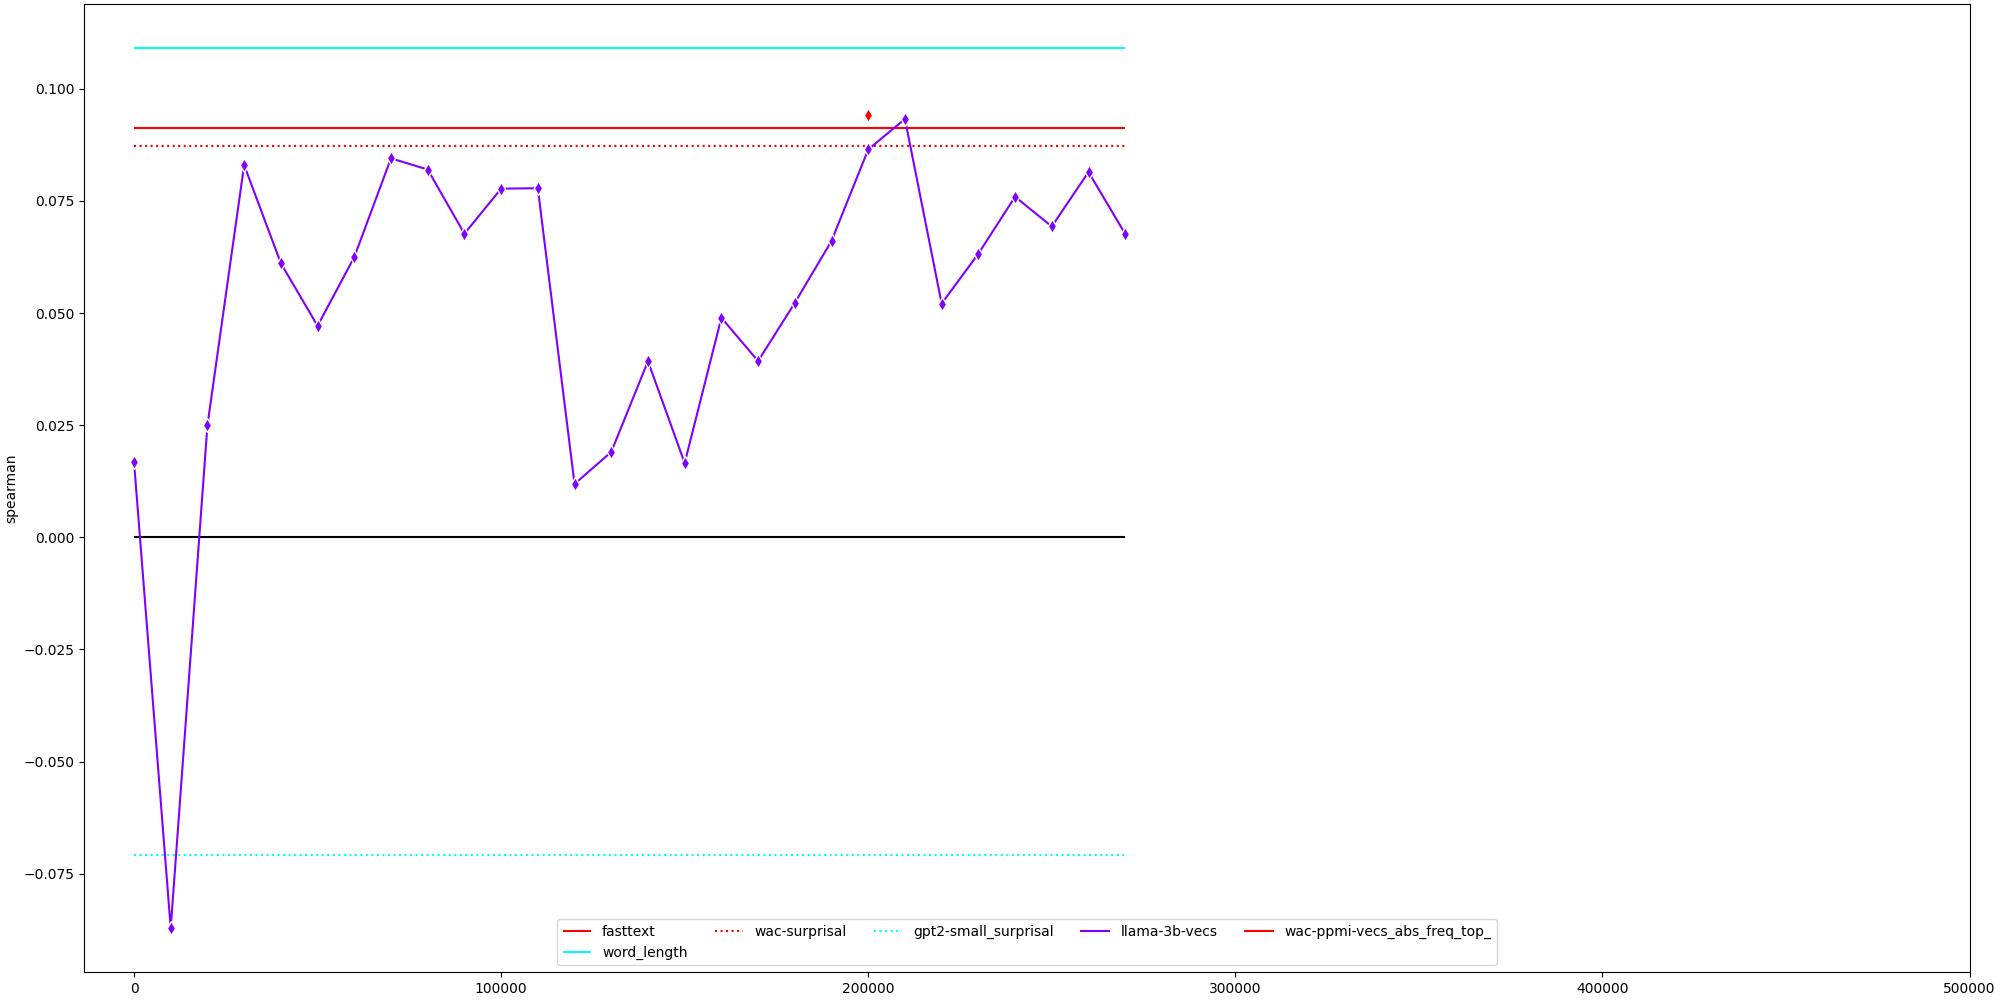 0.100
0.075
0.050
0.025
0.000
−0.025
−0.050
−0.075
spearman
fasttext wac-surprisal gpt2-small_surprisal llama-3b-vecs wac-ppmi-vecs_abs_freq_top_
word_length
0 100000 200000 300000 400000 500000